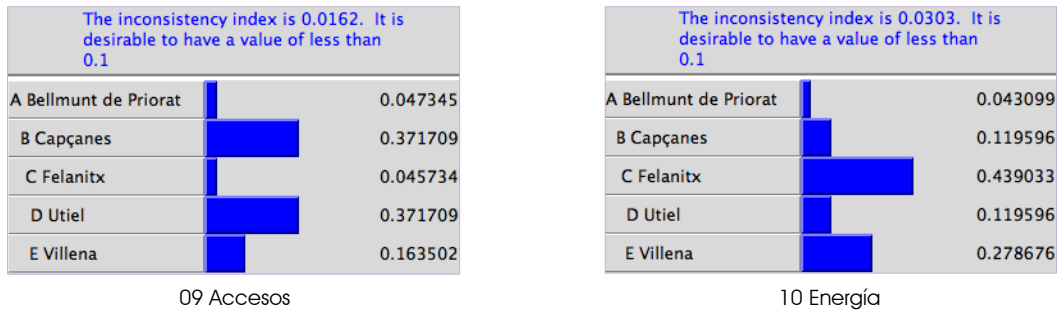 The inconsistency index is 0.0162. It is
desirable to have a value of less than
0.1
A Bellmunt de Priorat 0.047345
B Capçanes 0.371709
C Felanitx 0.045734
D Utiel 0.371709
E Villena 0.163502
09 Accesos
The inconsistency index is 0.0303. It is
desirable to have a value of less than
0.1
A Bellmunt de Priorat 0.043099
B Capçanes 0.119596
C Felanitx 0.439033
D Utiel 0.119596
E Villena 0.278676
10 Energía